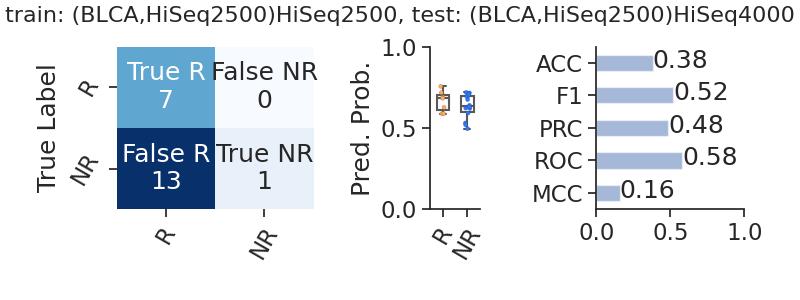 train: (BLCA,HiSeq2500)HiSeq2500, test: (BLCA,HiSeq2500)HiSeq4000
True Label
R
NR
True R
7
False NR
0
False R
13
True NR
1
R
NR
Pred. Prob.
1.0
0.5
0.0
R
NR
ACC
0.38
F1
0.52
PRC
0.48
ROC
0.58
MCC
0.16
0.0
0.5
1.0